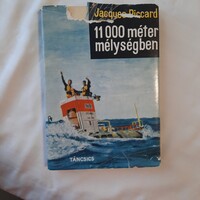 Jacques Piccard
11 000 méter
mélységben
TÁNCSICS